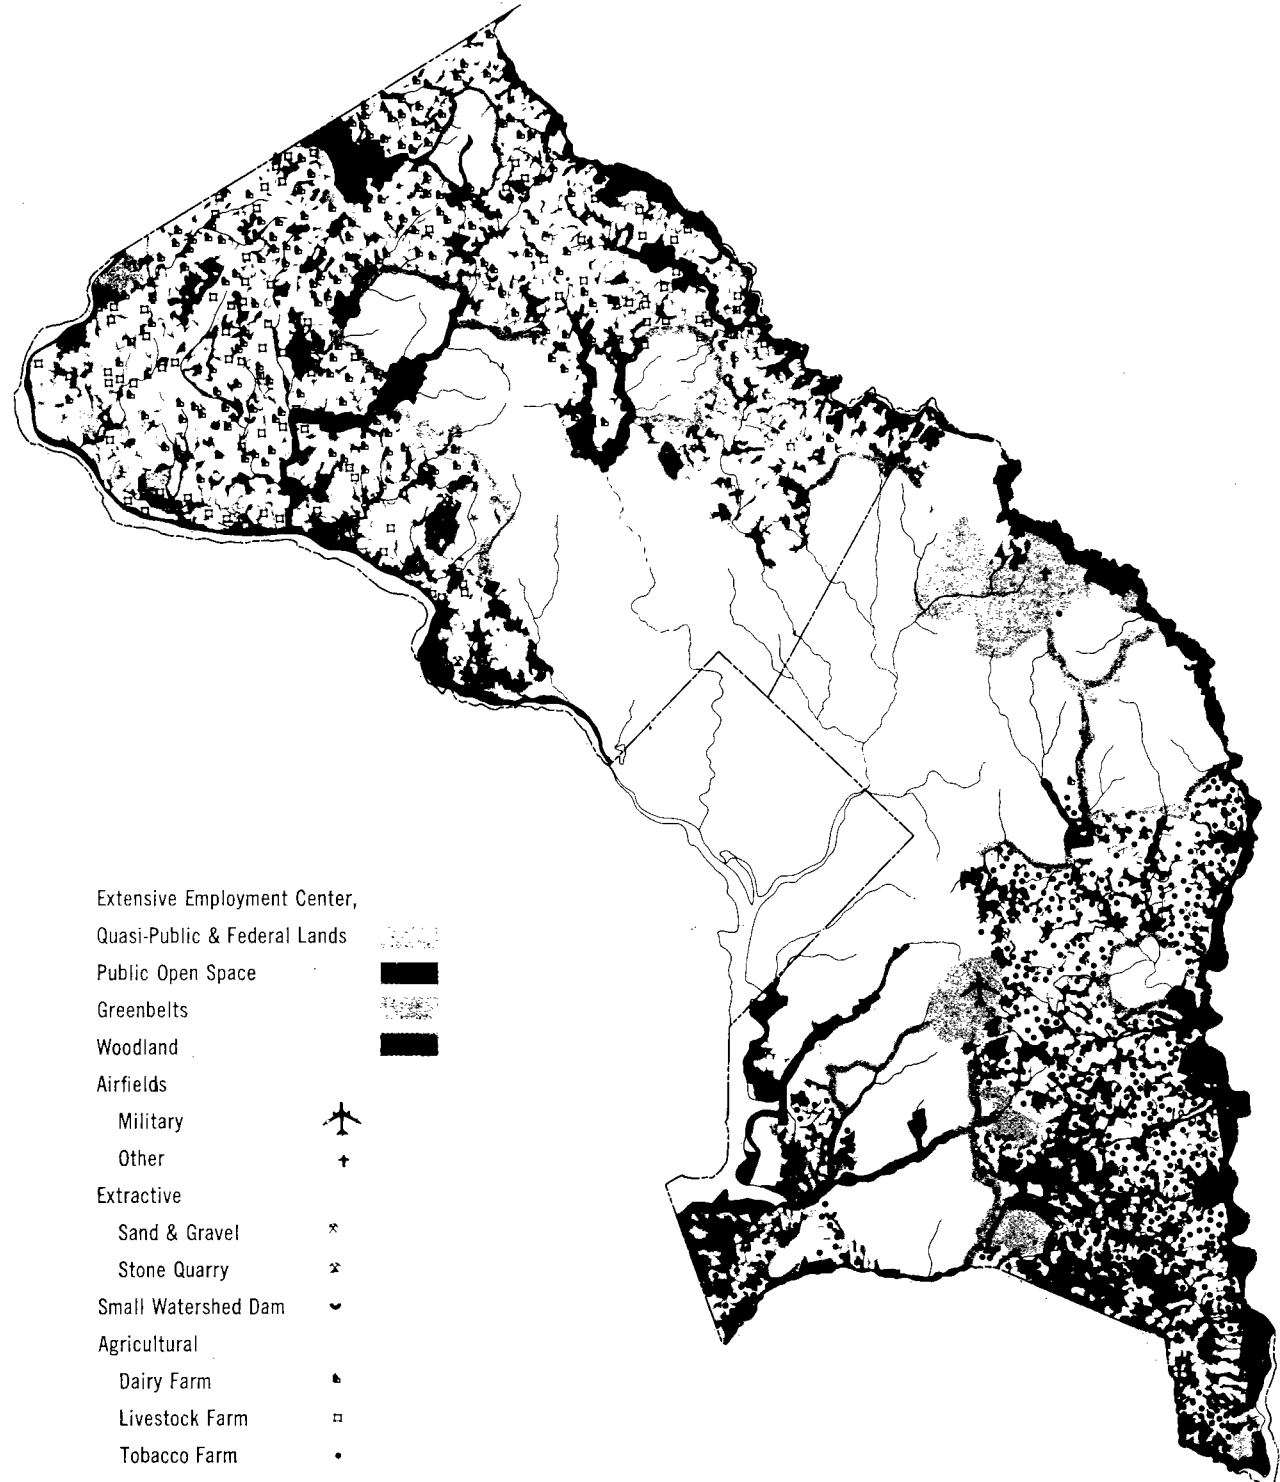 Extensive Employment Center,
Quasi-Public & Federal Lands
Public Open Space
Greenbelts
Woodland
Airfields
Military
Other
Extractive
Sand & Gravel
Stone Quarry
Small Watershed Dam
Agricultural
Dairy Farm
Livestock Farm
Tobacco Farm